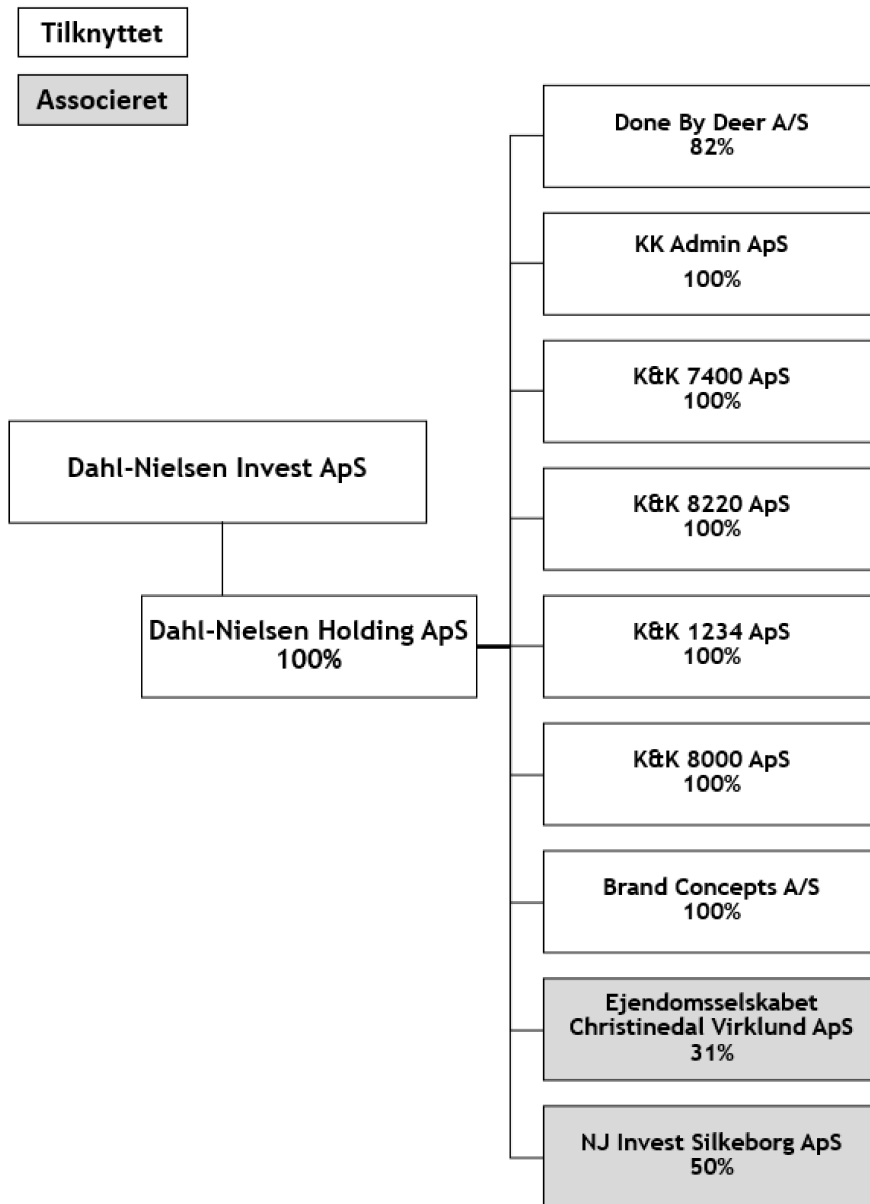 Tilknyttet
Associeret
Done By Deer A/S
82%
KK Admin ApS
100%
K&K 7400 ApS
100%
K&K 8220 ApS
100%
Dahl-Nielsen Invest ApS
Dahl-Nielsen Holding ApS
100%
K&K 1234 ApS
100%
K&K 8000 ApS
100%
Brand Concepts A/S
100%
Ejendomsselskabet
Christinedal Virklund ApS
31%
NJ Invest Silkeborg ApS
50%